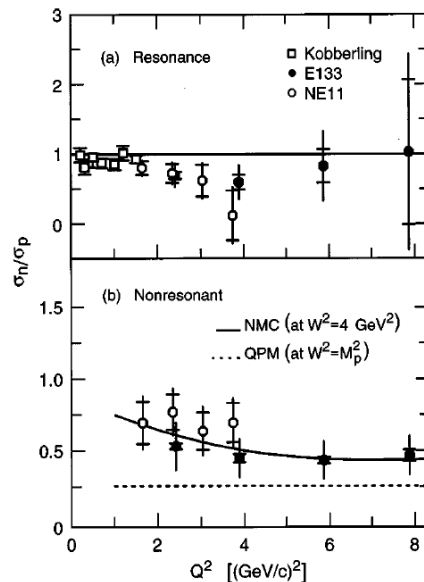 3
(a) Resonance
□ Kobberling
● E133
○ NE11
2
1
0
σn/σp
(b) Nonresonant
1.5
NMC (at W²=4 GeV²)
QPM (at W²=M_p²)
1.0
0.5
0
0 2 4 6 8
Q² [(GeV/c)²]